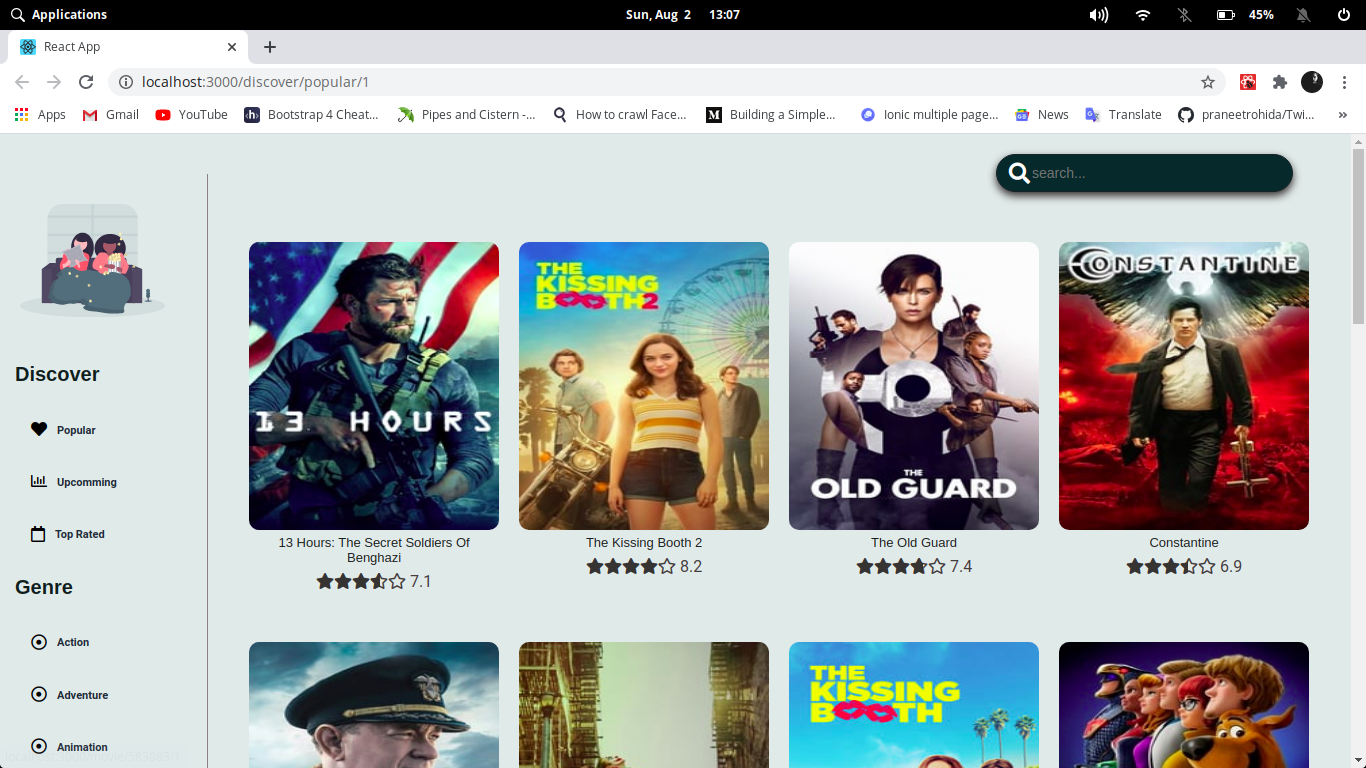 Applications
Sun, Aug 2 13:07
45%
React App
localhost:3000/discover/popular/1
Apps
Gmail
YouTube
Bootstrap 4 Cheat...
Pipes and Cistern -...
How to crawl Face...
Building a Simple...
Ionic multiple page...
News
Translate
praneetrohida/Twi...
»
search...
Discover
Popular
Upcomming
Top Rated
Genre
Action
Adventure
Animation
13 HOURS
THE
KISSING
BOOTH2
THE
OLD GUARD
CONSTANTINE
13 Hours: The Secret Soldiers Of
Benghazi
7.1
The Kissing Booth 2
8.2
The Old Guard
7.4
Constantine
6.9
THE
KISSING
BOOTH